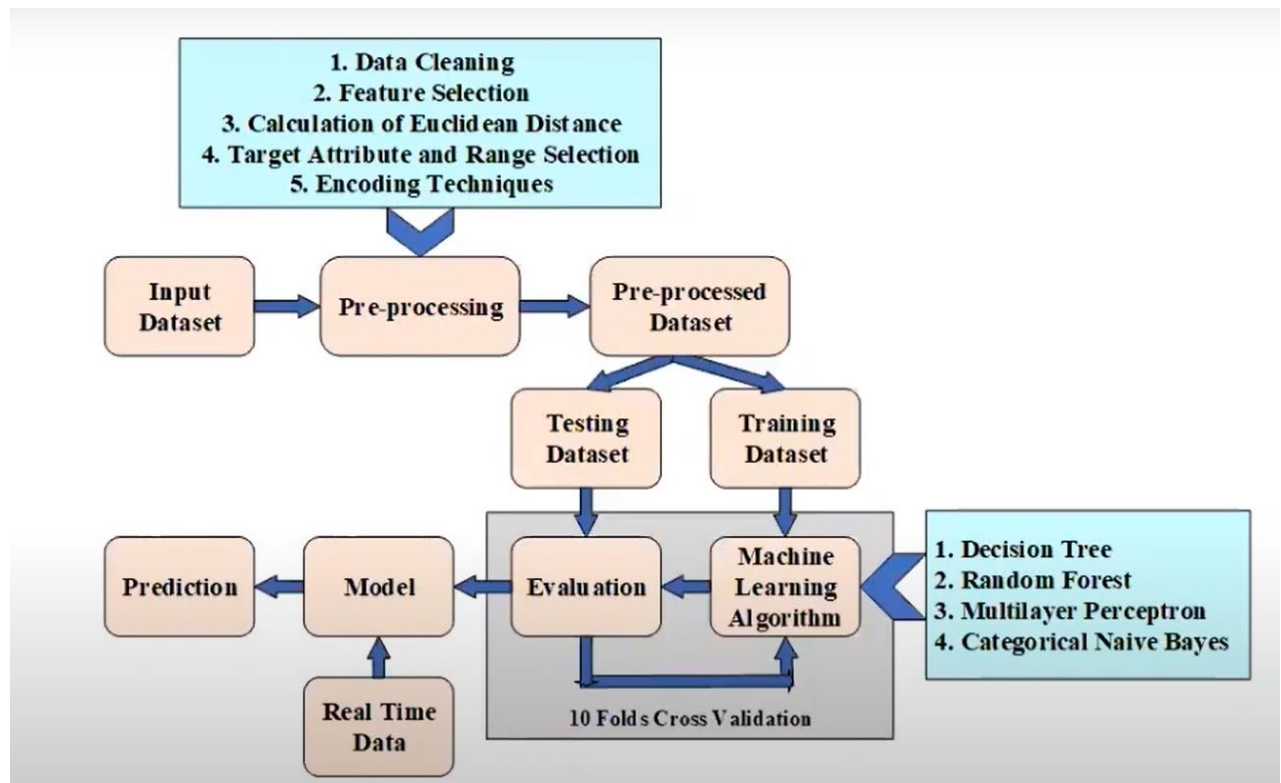 1. Data Cleaning
2. Feature Selection
3. Calculation of Euclidean Distance
4. Target Attribute and Range Selection
5. Encoding Techniques
Input
Dataset
Pre-processing
Pre-processed
Dataset
Testing
Dataset
Training
Dataset
Prediction
Model
Evaluation
Machine
Learning
Algorithm
1. Decision Tree
2. Random Forest
3. Multilayer Perceptron
4. Categorical Naive Bayes
Real Time
Data
10 Folds Cross Validation